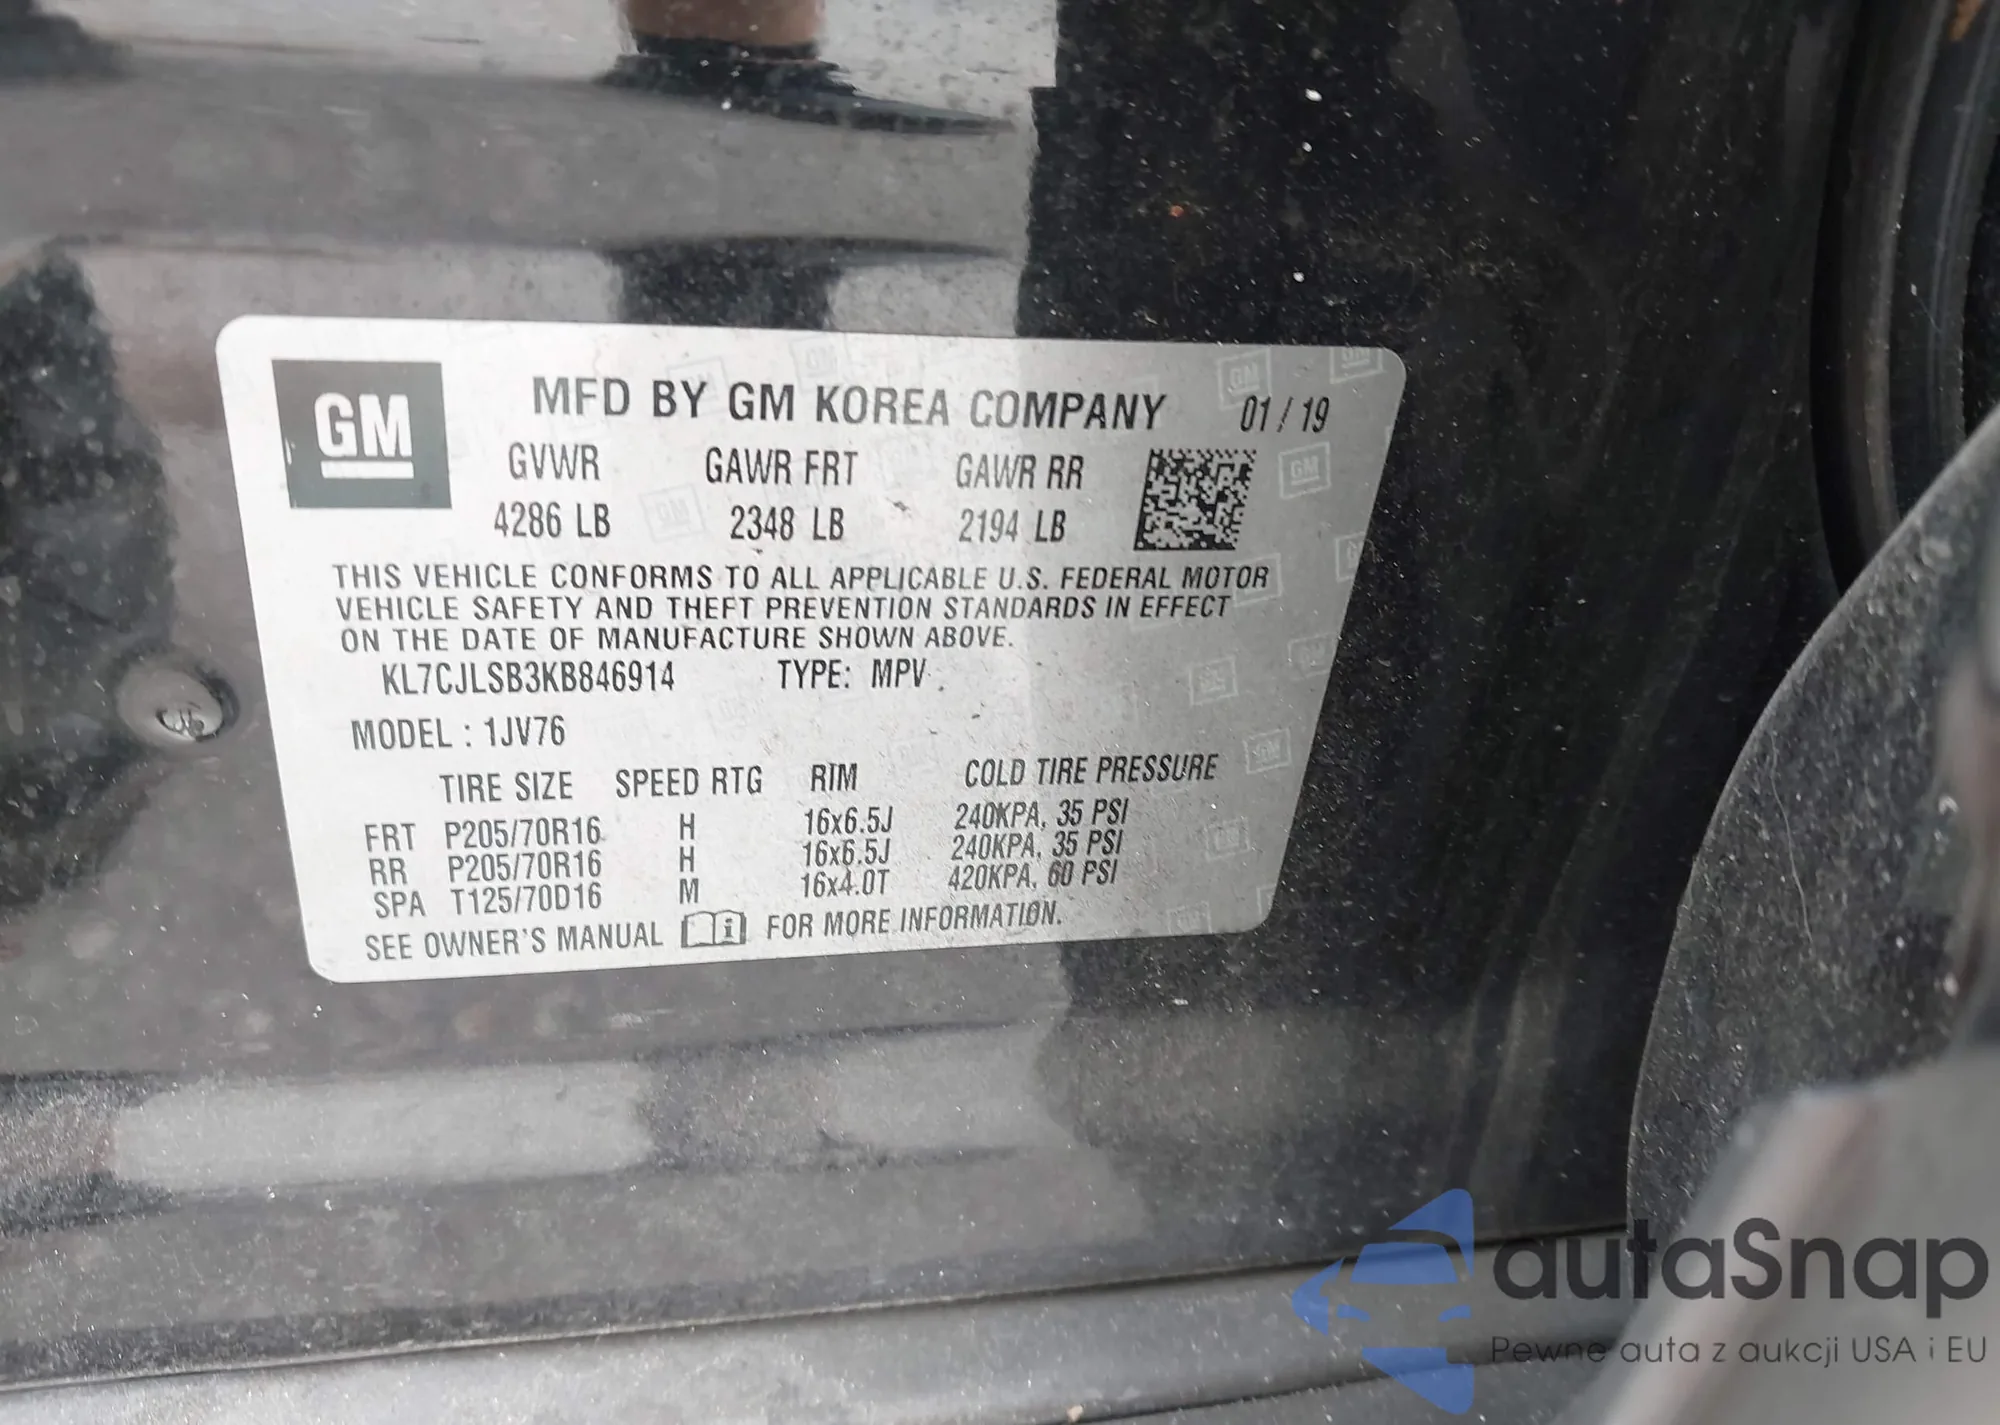 GM
MFD BY GM KOREA COMPANY 01/19
GVWR GAWR FRT GAWR RR
4286 LB 2348 LB 2194 LB
THIS VEHICLE CONFORMS TO ALL APPLICABLE U.S. FEDERAL MOTOR
VEHICLE SAFETY AND THEFT PREVENTION STANDARDS IN EFFECT
ON THE DATE OF MANUFACTURE SHOWN ABOVE.
KL7CJLSB3KB846914 TYPE: MPV
MODEL : 1JV76
TIRE SIZE SPEED RTG RIM COLD TIRE PRESSURE
FRT P205/70R16 H 16x6.5J 240KPA, 35 PSI
RR P205/70R16 H 16x6.5J 240KPA, 35 PSI
SPA T125/70D16 M 16x4.0T 420KPA, 60 PSI
SEE OWNER'S MANUAL FOR MORE INFORMATION.
autaSnap
Pewne auta z aukcji USA i EU